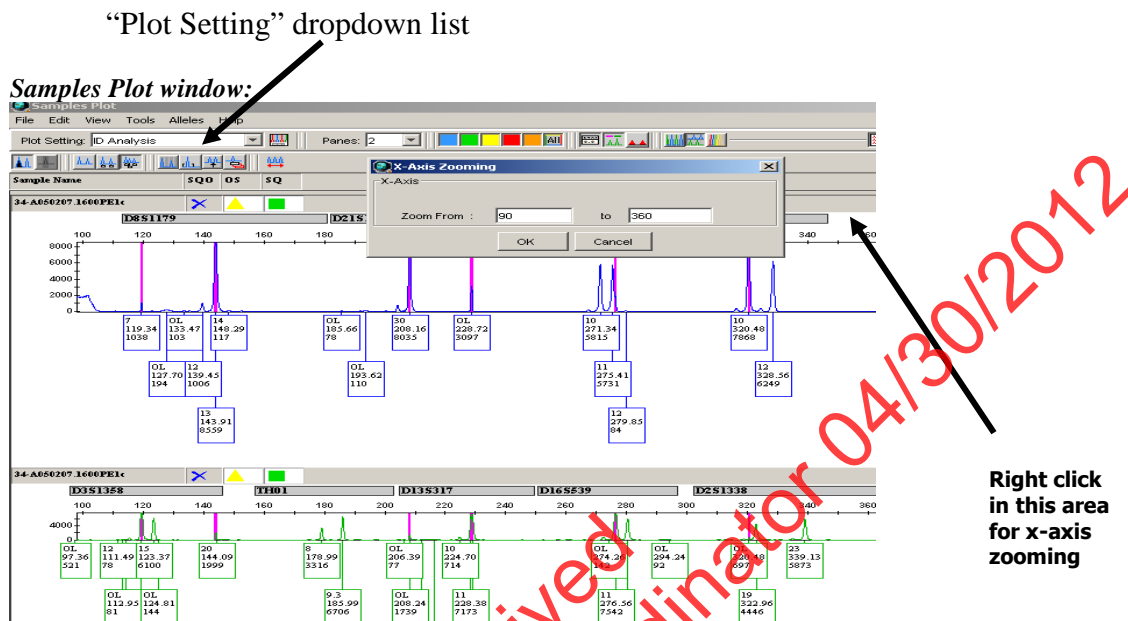 “Plot Setting” dropdown list
Samples Plot window:
Samples Plot
File Edit View Tools Alleles Help
Plot Setting: ID Analysis Panes: 2 All
X-Axis Zooming
X-Axis
Zoom From : 90 to 360
OK Cancel
Sample Name SQO OS SQ
34-A050207.1600PE1c
D8S1179 D21S
100 120 140 160 180 340 360
8000
6000
4000
2000
0
7
119.34
1038
OL
133.47
103
14
148.29
117
OL
185.66
78
30
208.16
8035
OL
228.72
3097
10
271.34
5815
10
320.48
7868
OL
127.70
194
12
139.45
1006
OL
193.62
110
11
275.41
5731
12
328.56
6249
13
143.91
8559
12
279.85
84
34-A050207.1600PE1c
D3S1358 TH01 D13S317 D16S539 D2S1338
100 120 140 160 180 200 220 240 260 280 300 320 340 360
4000
0
OL
97.36
521
12
111.49
78
15
123.37
6100
20
144.09
1999
8
178.99
3316
OL
206.39
77
10
224.70
714
OL
274.26
142
OL
294.24
92
OL
320.48
697
23
339.13
5873
OL
112.95
81
OL
124.81
144
9.3
185.99
6706
OL
208.24
1739
11
228.38
7173
11
276.56
7542
19
322.96
4446
Right click
in this area
for x-axis
zooming
04/30/2012